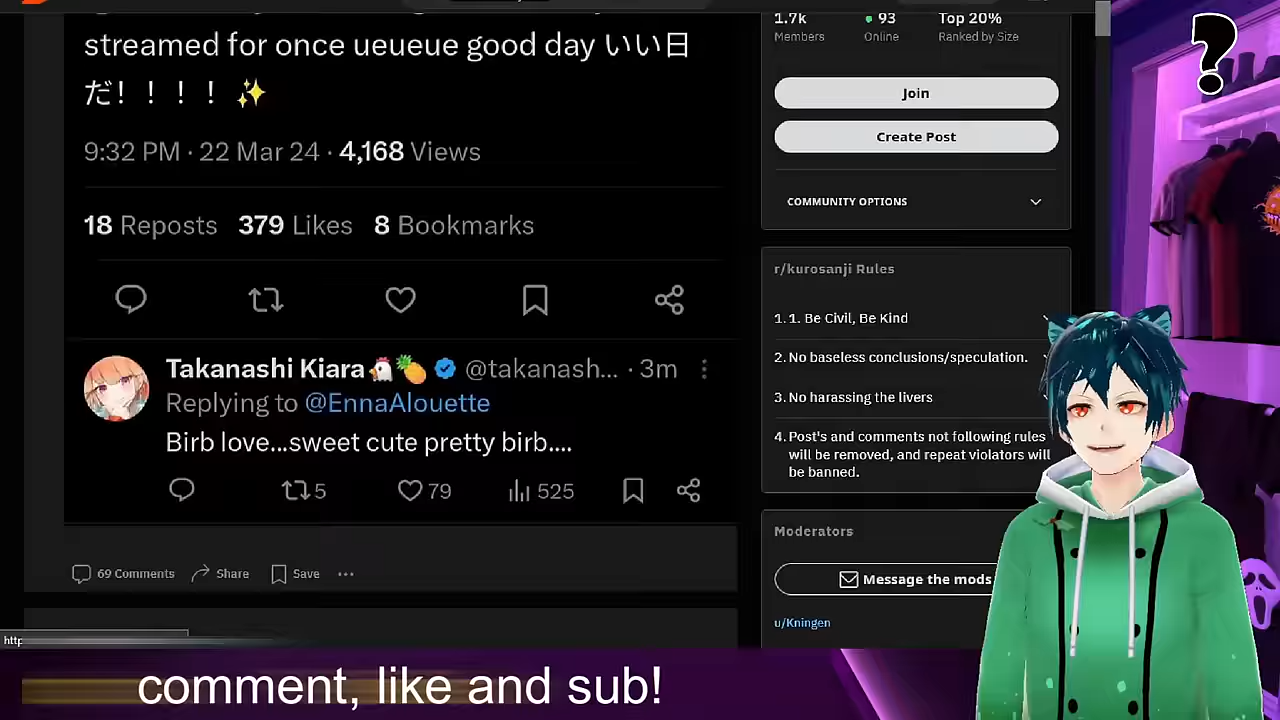 streamed for once ueueue good day いい日
だ！！！！ ✨
9:32 PM · 22 Mar 24 · 4,168 Views
18 Reposts 379 Likes 8 Bookmarks
Takanashi Kiara🐔🍍 @takanash... · 3m
Replying to @EnnaAlouette
Birb love...sweet cute pretty birb....
5 79 525
69 Comments Share Save ...
http
1.7k 93 Top 20%
Members Online Ranked by Size
Join
Create Post
COMMUNITY OPTIONS
r/kurosanji Rules
1. 1. Be Civil, Be Kind
2. No baseless conclusions/speculation.
3. No harassing the livers
4. Post's and comments not following rules
will be removed, and repeat violators will
be banned.
Moderators
Message the mods
u/Kningen
?
comment, like and sub!